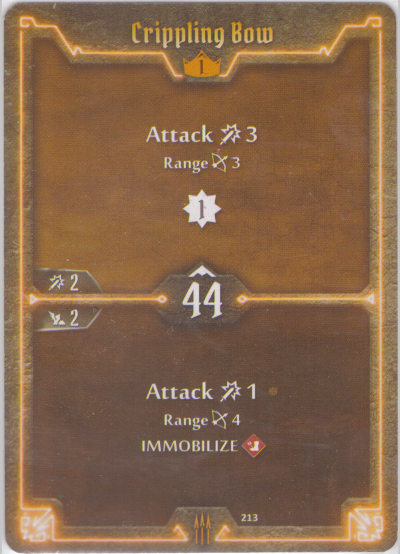 Crippling Bow
1
Attack 3
Range 3
1
2
44
2
Attack 1
Range 4
IMMOBILIZE
213